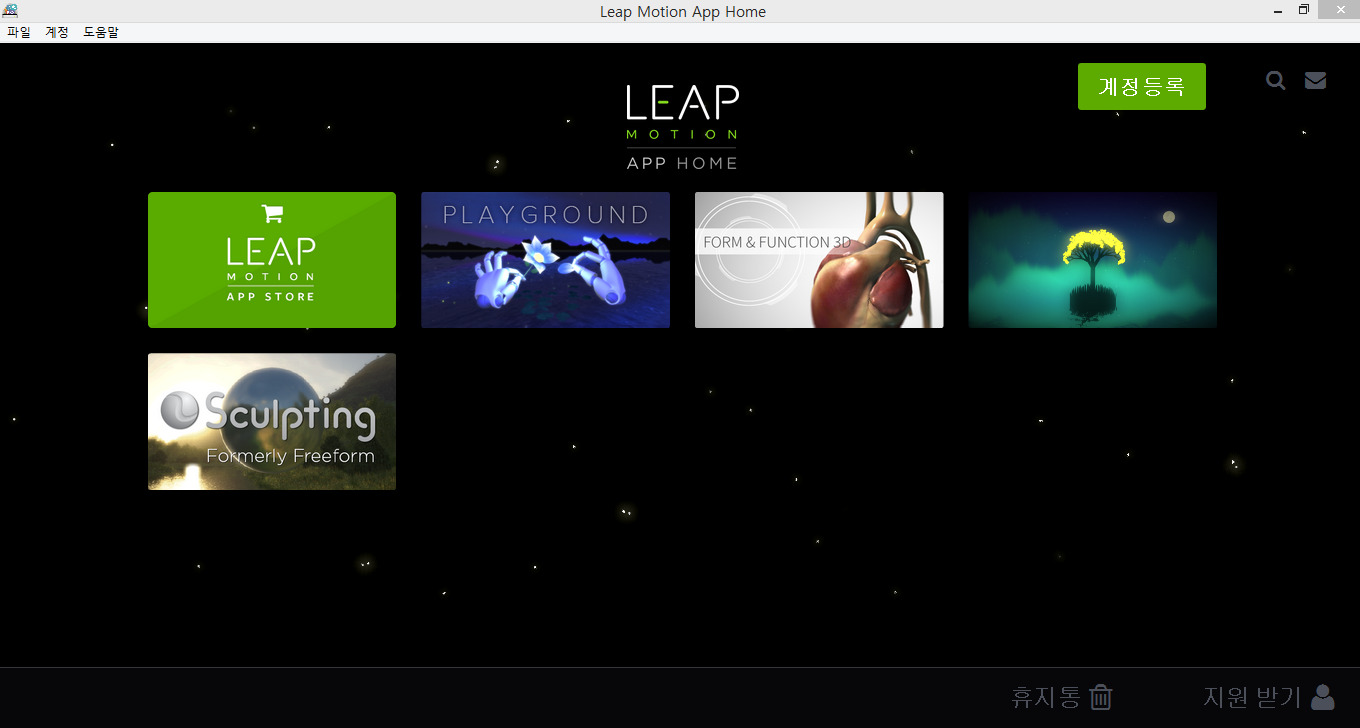 Leap Motion App Home
파일 계정 도움말
계정등록
LEAP
MOTION
APP HOME
LEAP
MOTION
APP STORE
PLAYGROUND
FORM & FUNCTION 3D
Sculpting
Formerly Freeform
휴지통
지원 받기